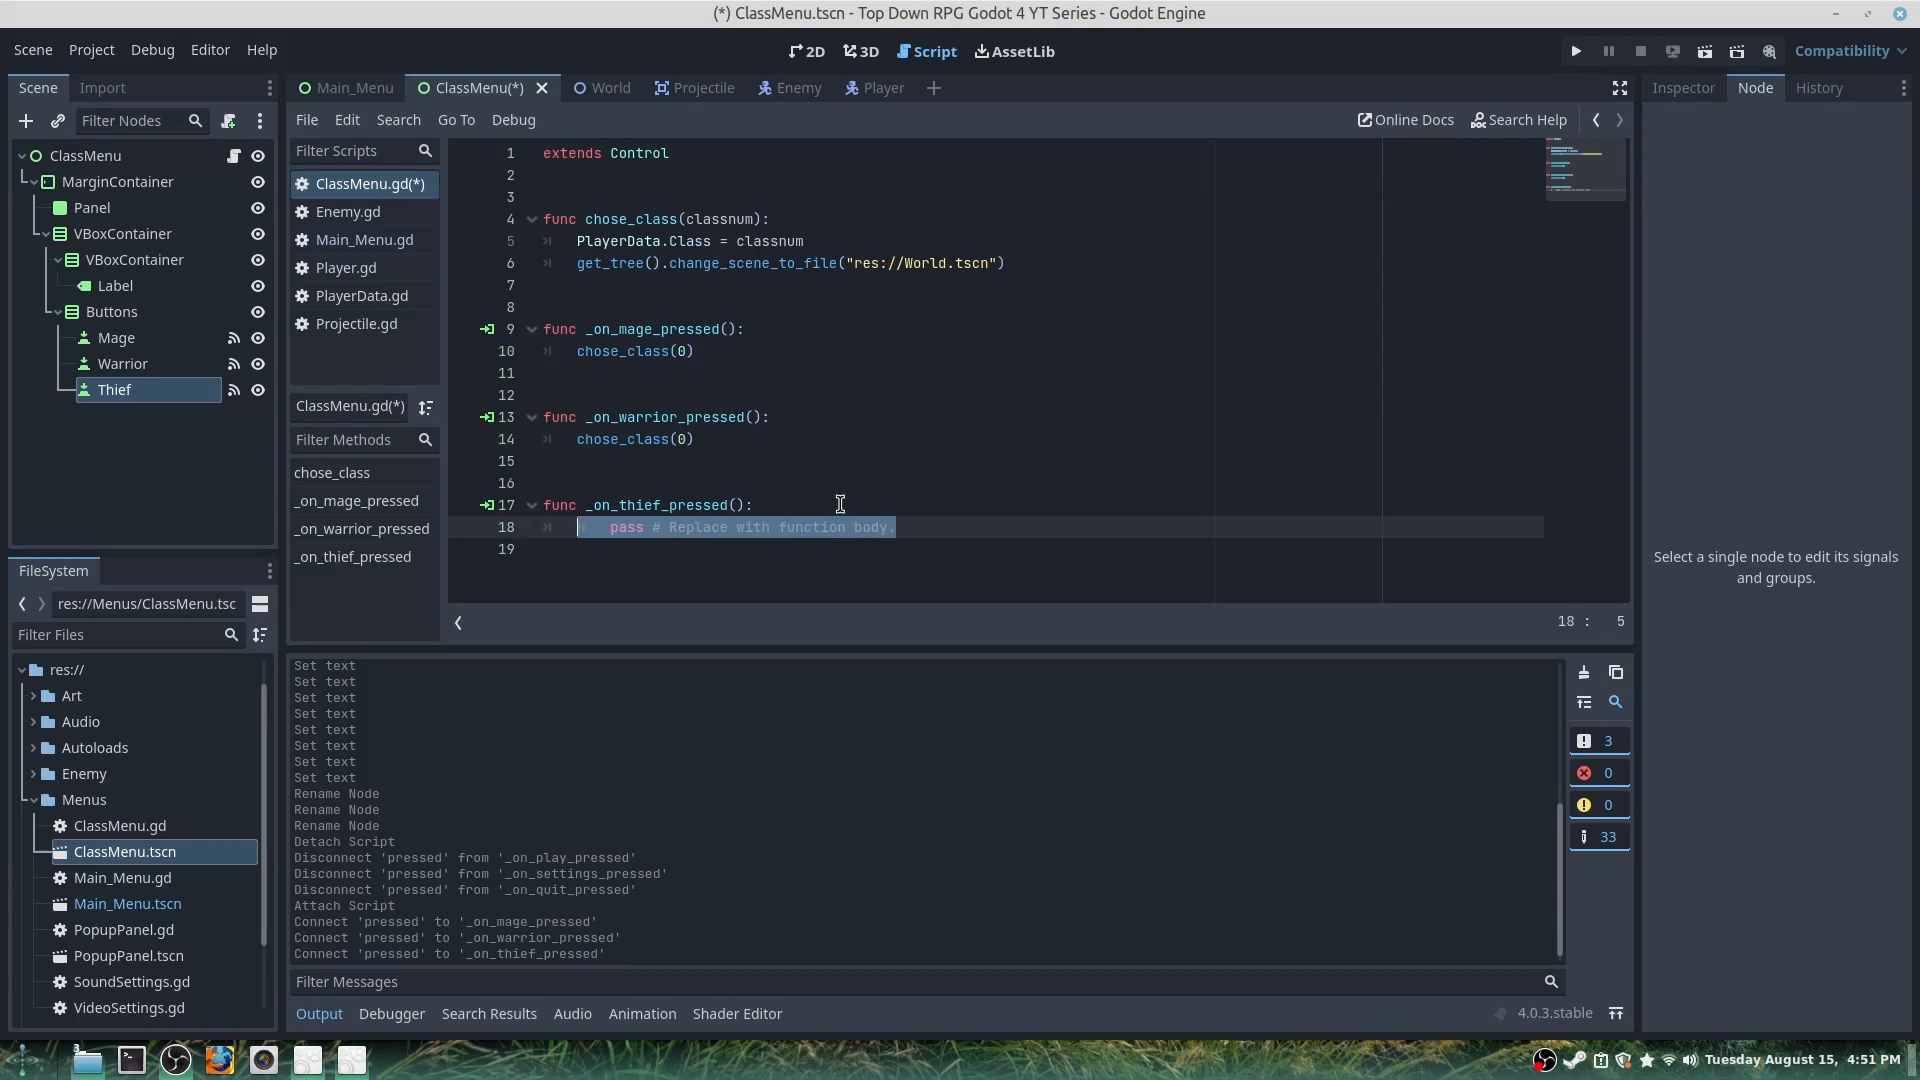 (*) ClassMenu.tscn - Top Down RPG Godot 4 YT Series - Godot Engine
Scene Project Debug Editor Help
2D 3D Script AssetLib
Compatibility
Scene Import
Filter Nodes
ClassMenu
MarginContainer
Panel
VBoxContainer
VBoxContainer
Label
Buttons
Mage
Warrior
Thief
FileSystem
res://Menus/ClassMenu.tsc
Filter Files
res://
Art
Audio
Autoloads
Enemy
Menus
ClassMenu.gd
ClassMenu.tscn
Main_Menu.gd
Main_Menu.tscn
PopupPanel.gd
PopupPanel.tscn
SoundSettings.gd
VideoSettings.gd
Main_Menu ClassMenu(*) World Projectile Enemy Player
File Edit Search Go To Debug
Online Docs Search Help
Filter Scripts
ClassMenu.gd(*)
Enemy.gd
Main_Menu.gd
Player.gd
PlayerData.gd
Projectile.gd
ClassMenu.gd(*)
Filter Methods
chose_class
_on_mage_pressed
_on_warrior_pressed
_on_thief_pressed
1 extends Control
2
3
4 func chose_class(classnum):
5 PlayerData.Class = classnum
6 get_tree().change_scene_to_file("res://World.tscn")
7
8
9 func _on_mage_pressed():
10 chose_class(0)
11
12
13 func _on_warrior_pressed():
14 chose_class(0)
15
16
17 func _on_thief_pressed():
18 pass # Replace with function body.
19
18 : 5
Set text
Set text
Set text
Set text
Set text
Set text
Set text
Set text
Rename Node
Rename Node
Rename Node
Detach Script
Disconnect 'pressed' from '_on_play_pressed'
Disconnect 'pressed' from '_on_settings_pressed'
Disconnect 'pressed' from '_on_quit_pressed'
Attach Script
Connect 'pressed' to '_on_mage_pressed'
Connect 'pressed' to '_on_warrior_pressed'
Connect 'pressed' to '_on_thief_pressed'
3
0
0
33
Filter Messages
Output Debugger Search Results Audio Animation Shader Editor
4.0.3.stable
Inspector Node History
Select a single node to edit its signals
and groups.
3
Tuesday August 15, 4:51 PM